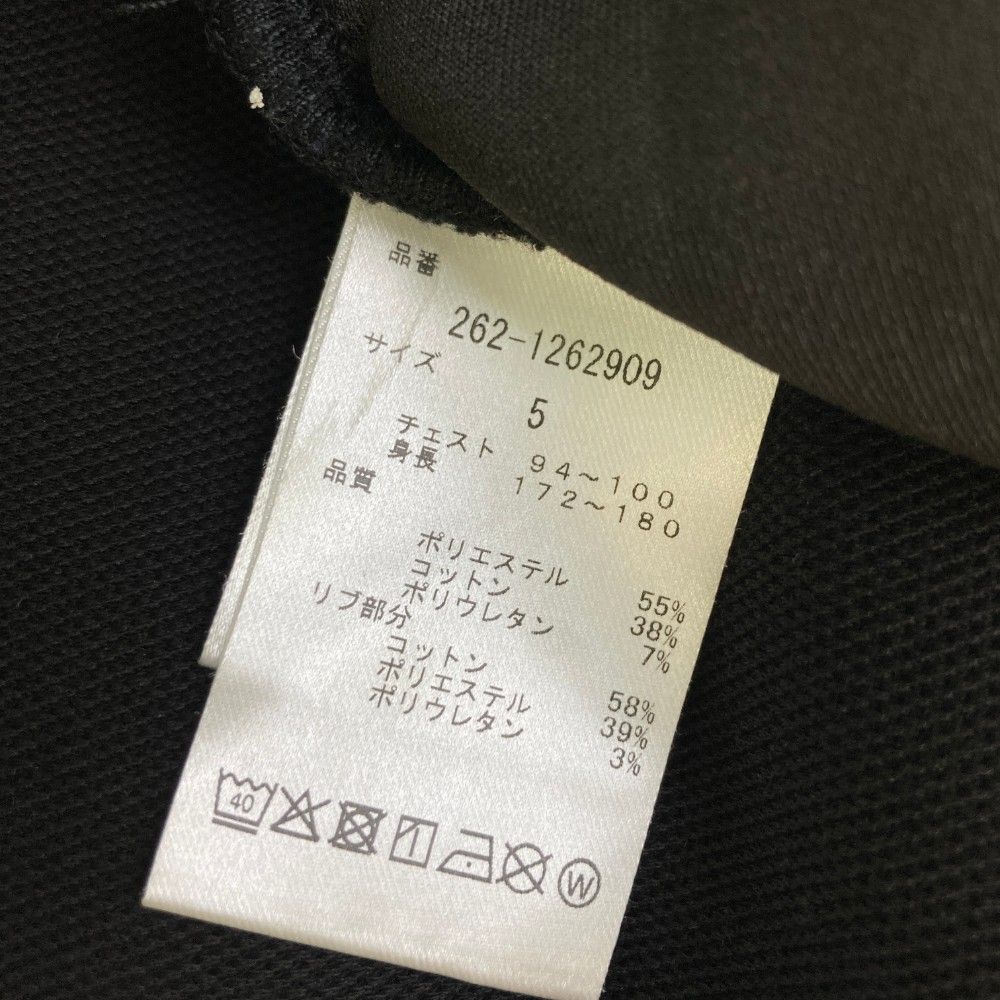 品番
262-1262909
サイズ
5
チェスト 94～100
身長 172～180
品質
ポリエステル 55%
コットン 38%
ポリウレタン 7%
リブ部分
コットン 58%
ポリエステル 39%
ポリウレタン 3%
40
W